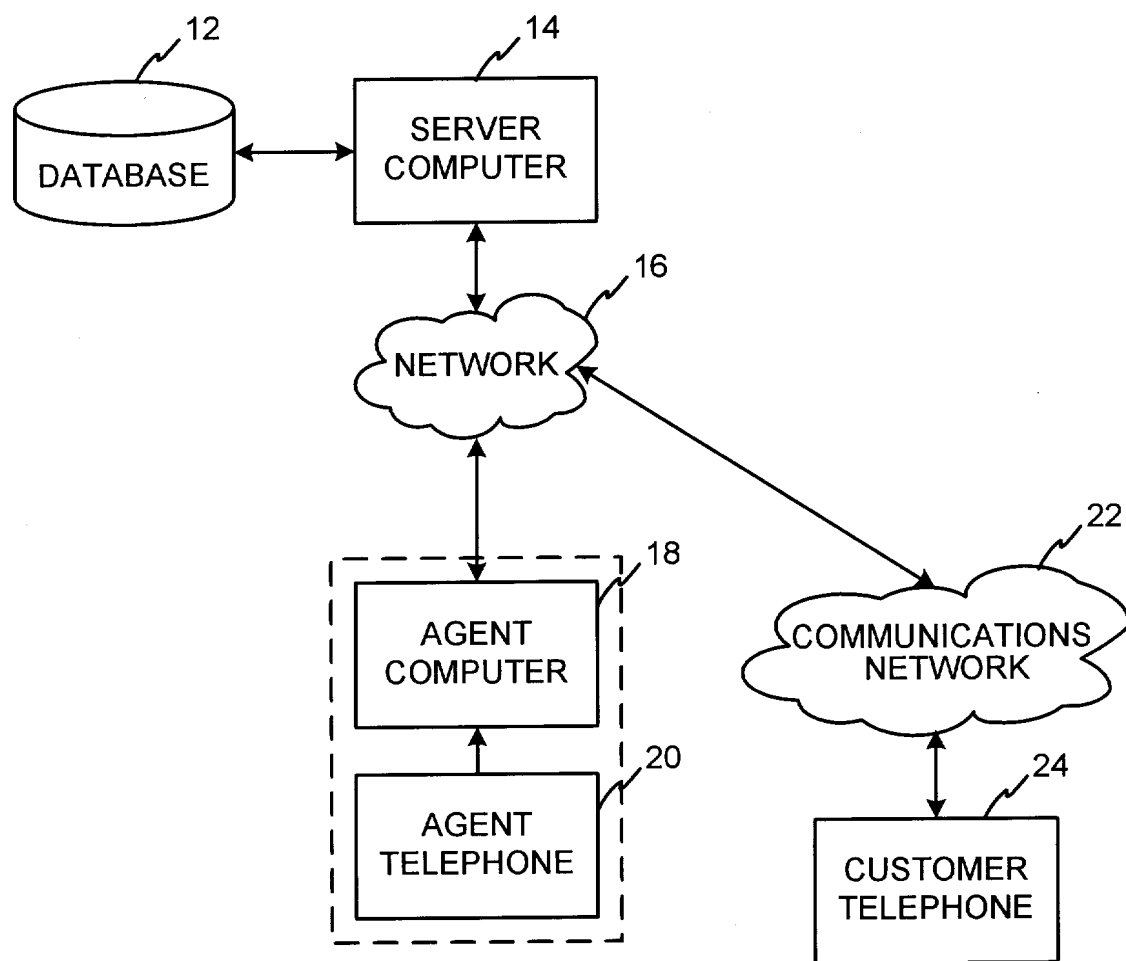 12
14
DATABASE
SERVER
COMPUTER
16
NETWORK
18
AGENT
COMPUTER
22
COMMUNICATIONS
NETWORK
20
AGENT
TELEPHONE
24
CUSTOMER
TELEPHONE